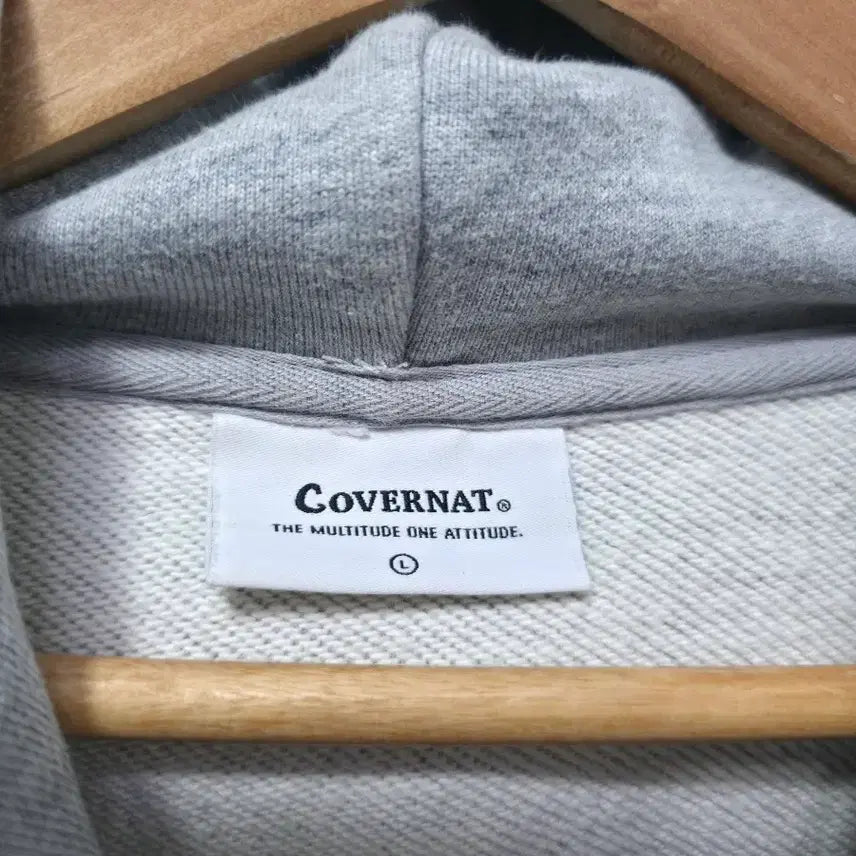 COVERNAT®
THE MULTITUDE ONE ATTITUDE.
L